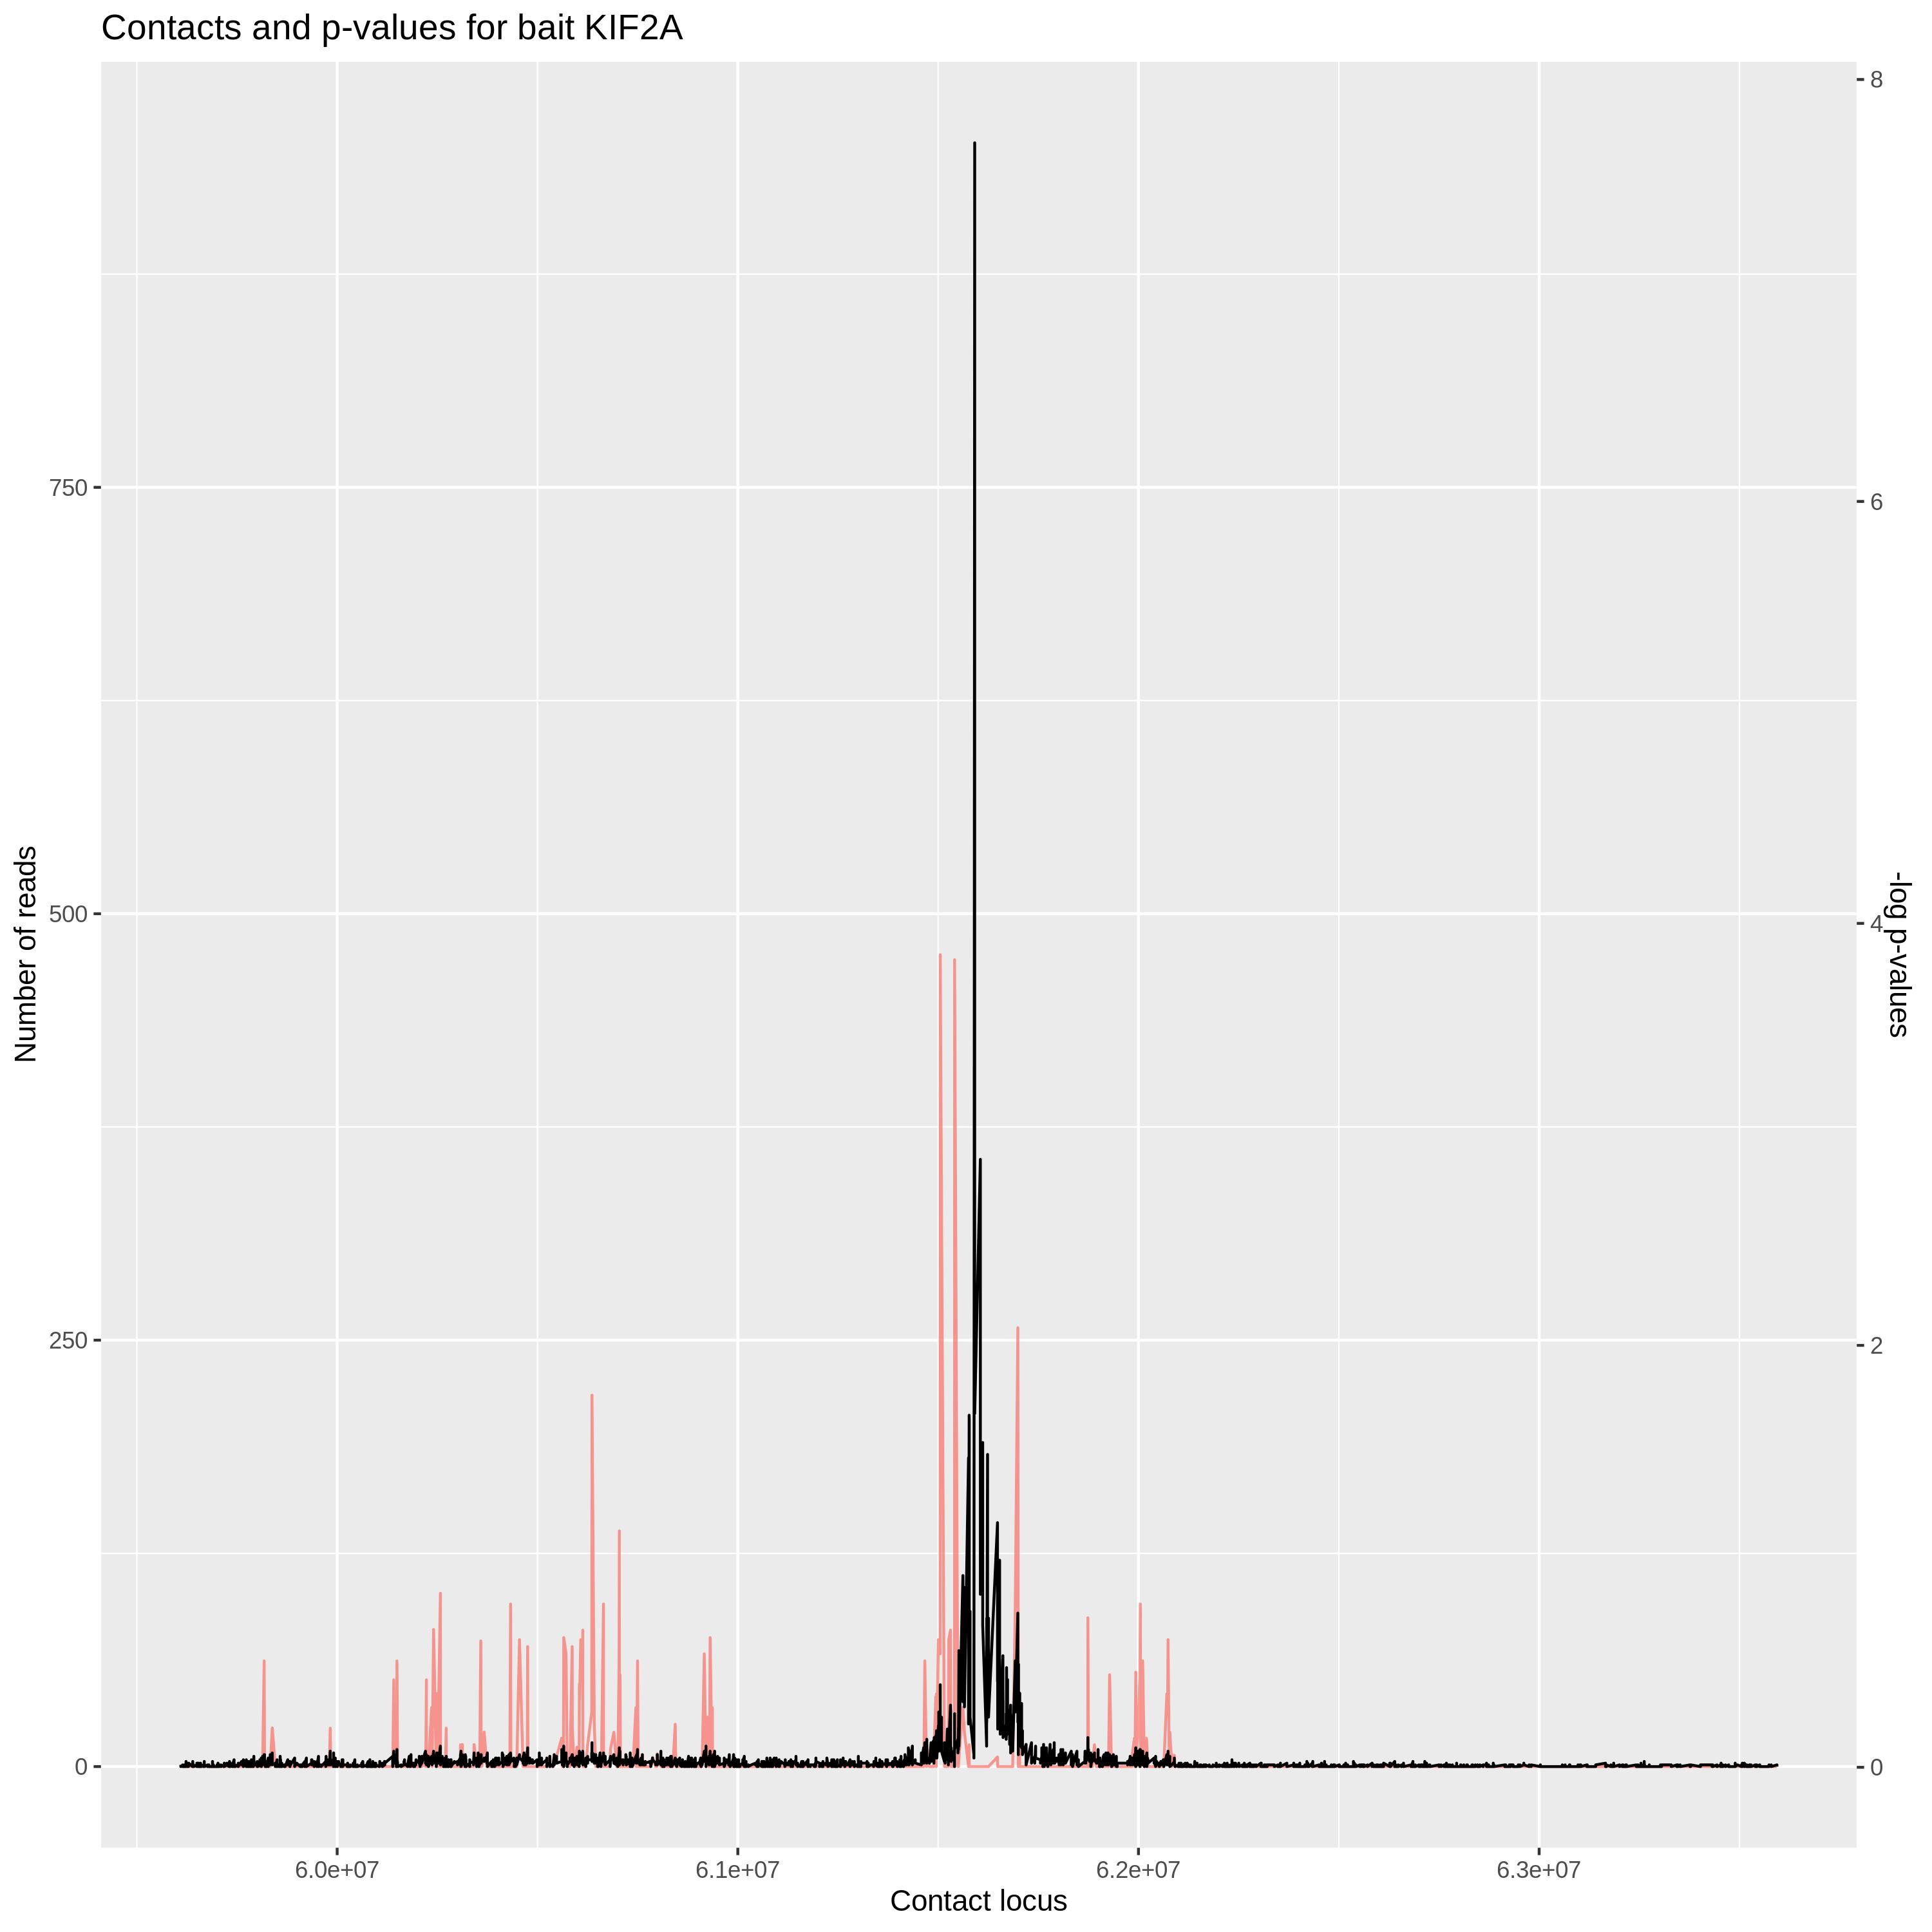 Contacts and p-values for bait KIF2A
Number of reads
750
500
250
0
8
6
4
2
0
-log p-values
6.0e+07
6.1e+07
6.2e+07
6.3e+07
Contact locus